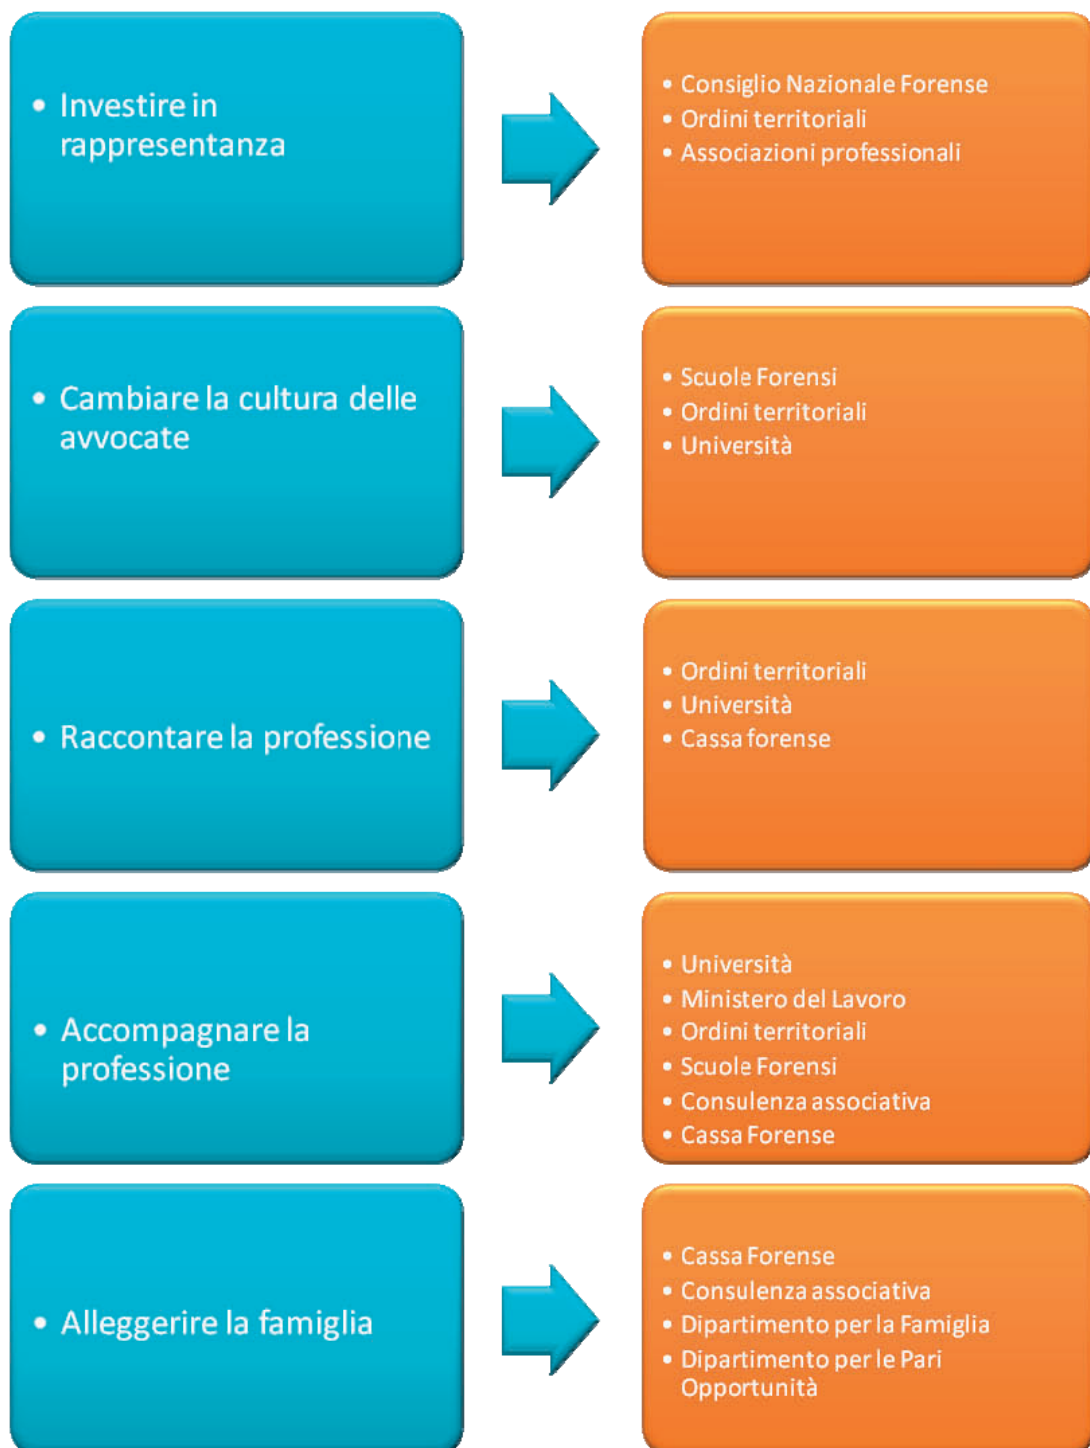 • Investire in
rappresentanza
• Consiglio Nazionale Forense
• Ordini territoriali
• Associazioni professionali
• Cambiare la cultura delle
avvocate
• Scuole Forensi
• Ordini territoriali
• Università
• Raccontare la professione
• Ordini territoriali
• Università
• Cassa forense
• Accompagnare la
professione
• Università
• Ministero del Lavoro
• Ordini territoriali
• Scuole Forensi
• Consulenza associativa
• Cassa Forense
• Alleggerire la famiglia
• Cassa Forense
• Consulenza associativa
• Dipartimento per la Famiglia
• Dipartimento per le Pari
Opportunità